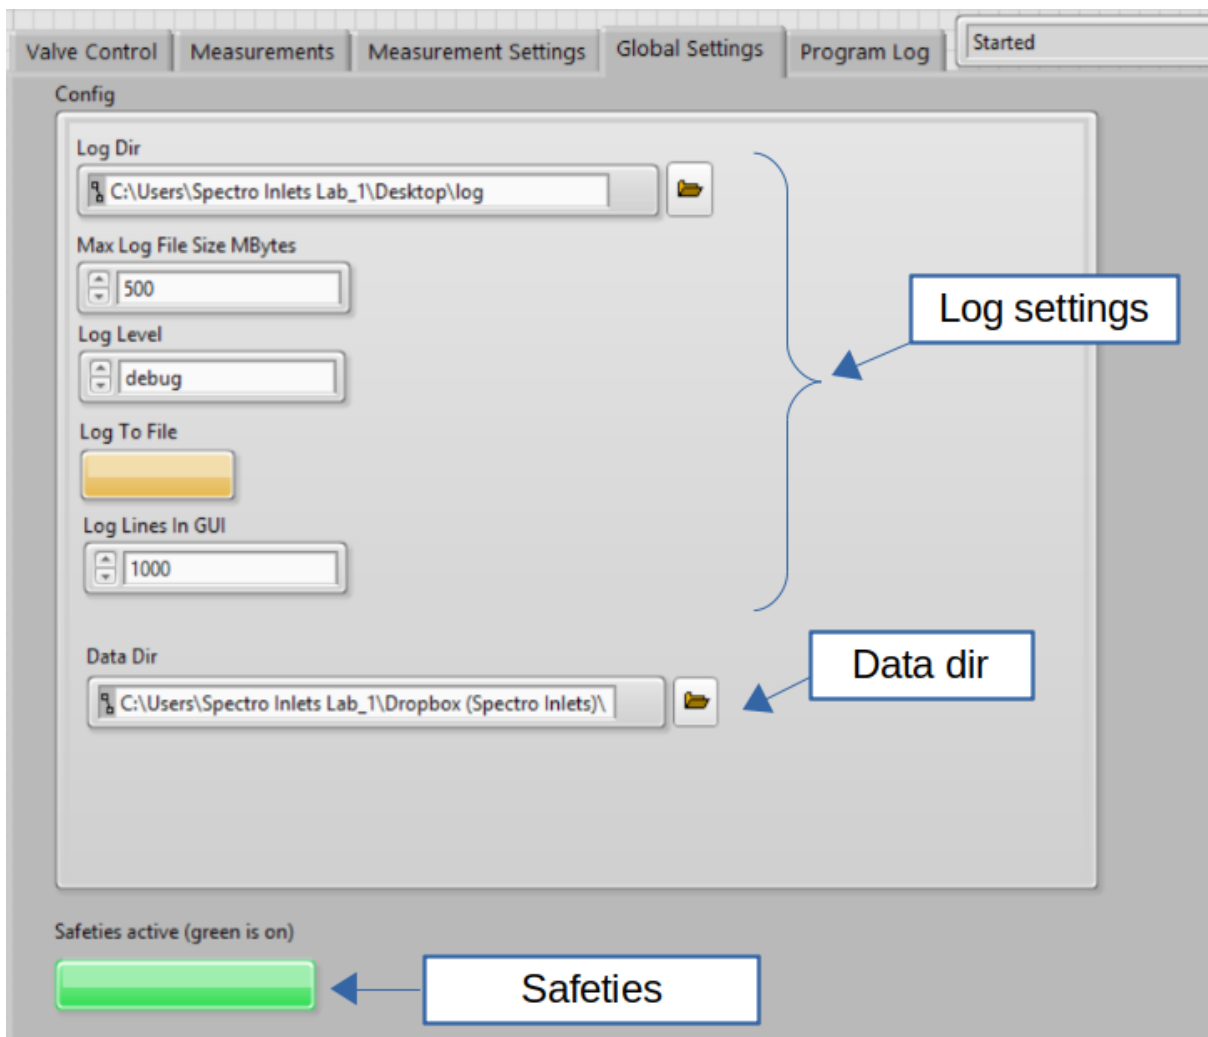 Valve Control
Measurements
Measurement Settings
Global Settings
Program Log
Started
Config
Log Dir
C:\Users\Spectro Inlets Lab_1\Desktop\log
Max Log File Size MBytes
500
Log settings
Log Level
debug
Log To File
Log Lines In GUI
1000
Data Dir
Data dir
C:\Users\Spectro Inlets Lab_1\Dropbox (Spectro Inlets)\
Safeties active (green is on)
Safeties